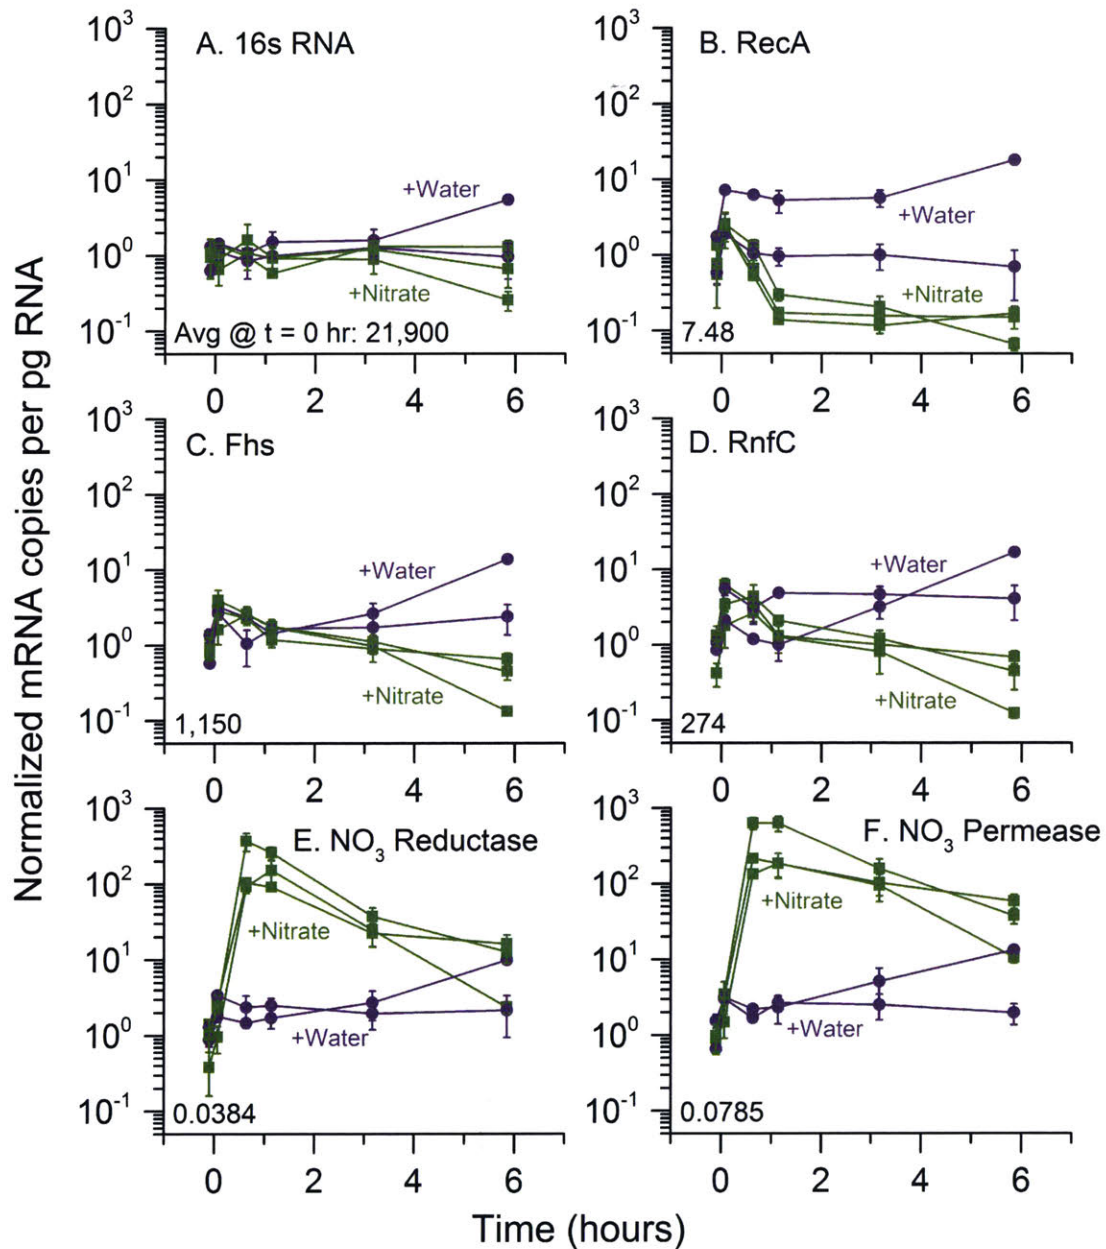 Normalized mRNA copies per pg RNA
A. 16s RNA
10³
10²
10¹
10⁰
10⁻¹
+Water
+Nitrate
Avg @ t = 0 hr: 21,900
0 2 4 6
B. RecA
10³
10²
10¹
10⁰
10⁻¹
+Water
+Nitrate
7.48
0 2 4 6
C. Fhs
10³
10²
10¹
10⁰
10⁻¹
+Water
+Nitrate
1,150
0 2 4 6
D. RnfC
10³
10²
10¹
10⁰
10⁻¹
+Water
+Nitrate
274
0 2 4 6
E. NO₃ Reductase
10³
10²
10¹
10⁰
10⁻¹
+Nitrate
+Water
0.0384
0 2 4 6
F. NO₃ Permease
10³
10²
10¹
10⁰
10⁻¹
+Nitrate
+Water
0.0785
0 2 4 6
Time (hours)